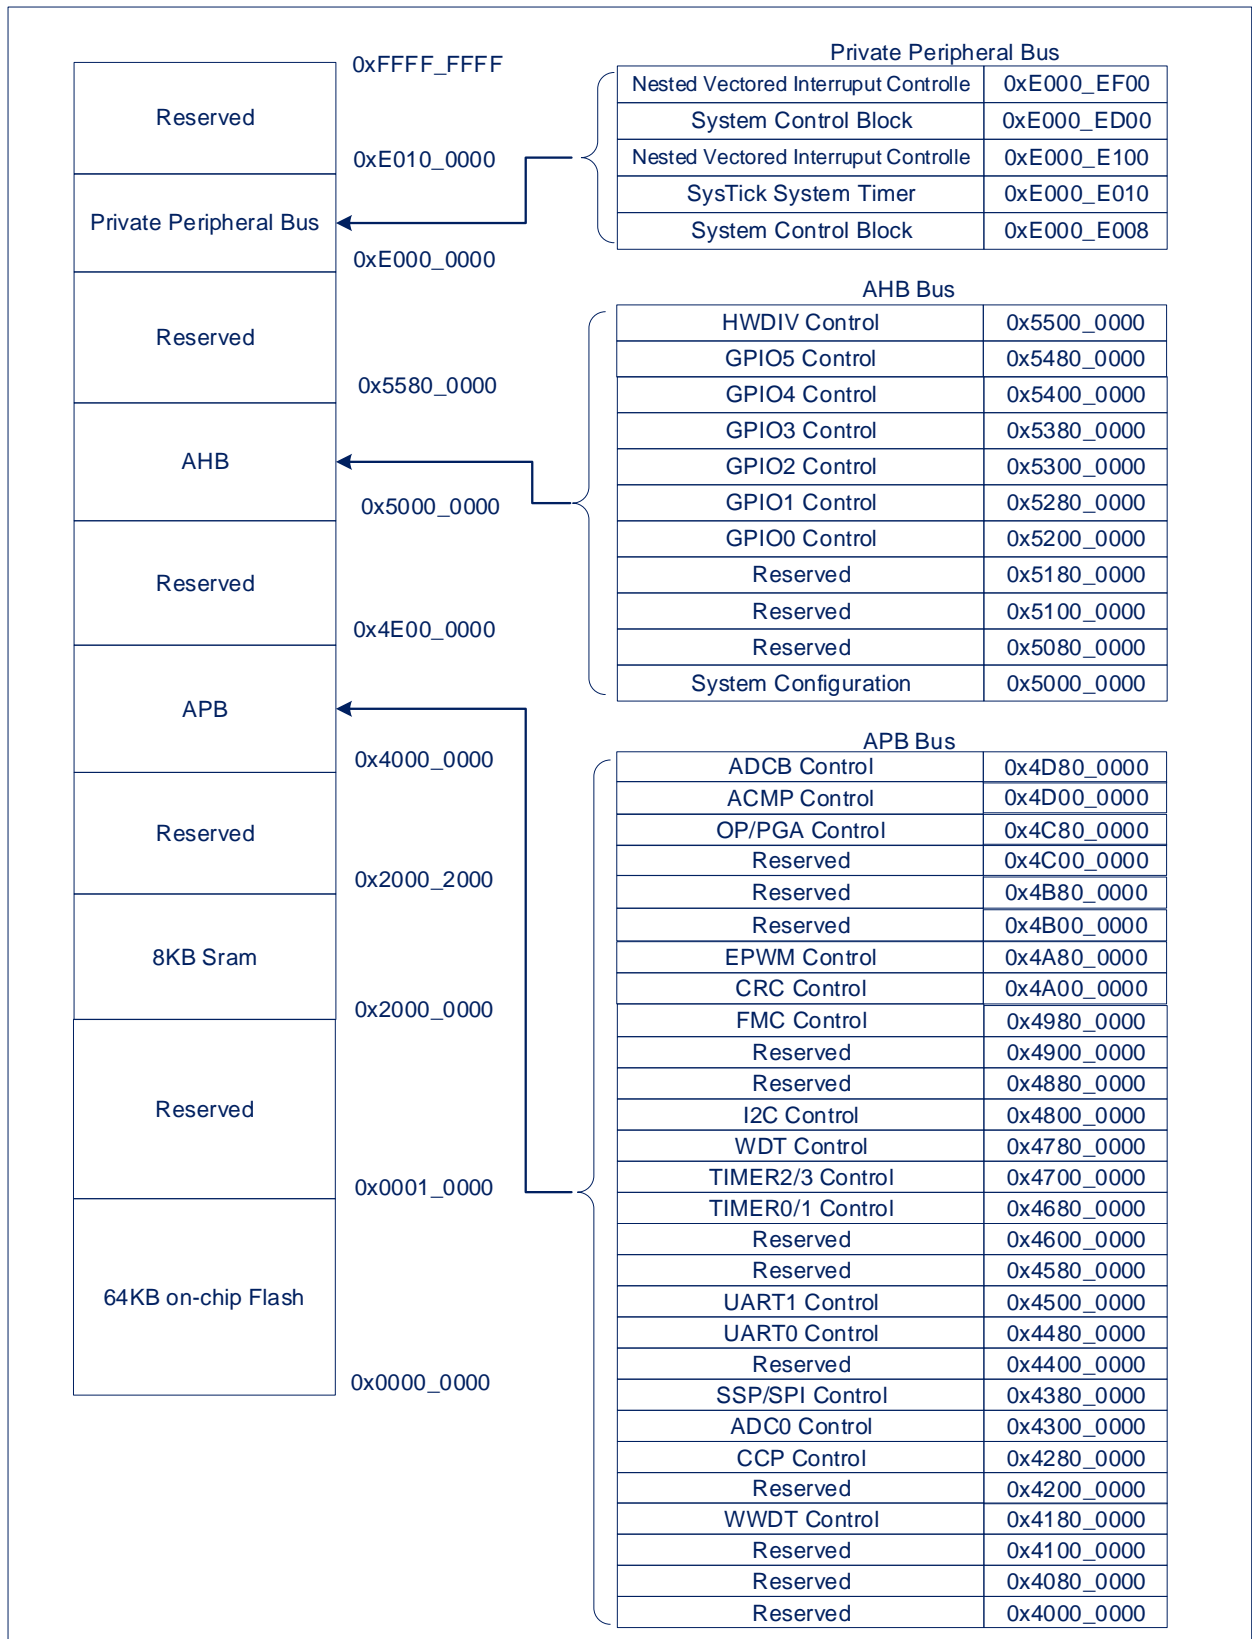 0xFFFF_FFFF
Reserved
0xE010_0000
Private Peripheral Bus
0xE000_0000
Reserved
0x5580_0000
AHB
0x5000_0000
Reserved
0x4E00_0000
APB
0x4000_0000
Reserved
0x2000_2000
8KB Sram
0x2000_0000
Reserved
0x0001_0000
64KB on-chip Flash
0x0000_0000
Private Peripheral Bus
Nested Vectored Interruput Controlle 0xE000_EF00
System Control Block 0xE000_ED00
Nested Vectored Interruput Controlle 0xE000_E100
SysTick System Timer 0xE000_E010
System Control Block 0xE000_E008
AHB Bus
HWDIV Control 0x5500_0000
GPIO5 Control 0x5480_0000
GPIO4 Control 0x5400_0000
GPIO3 Control 0x5380_0000
GPIO2 Control 0x5300_0000
GPIO1 Control 0x5280_0000
GPIO0 Control 0x5200_0000
Reserved 0x5180_0000
Reserved 0x5100_0000
Reserved 0x5080_0000
System Configuration 0x5000_0000
APB Bus
ADCB Control 0x4D80_0000
ACMP Control 0x4D00_0000
OP/PGA Control 0x4C80_0000
Reserved 0x4C00_0000
Reserved 0x4B80_0000
Reserved 0x4B00_0000
EPWM Control 0x4A80_0000
CRC Control 0x4A00_0000
FMC Control 0x4980_0000
Reserved 0x4900_0000
Reserved 0x4880_0000
I2C Control 0x4800_0000
WDT Control 0x4780_0000
TIMER2/3 Control 0x4700_0000
TIMER0/1 Control 0x4680_0000
Reserved 0x4600_0000
Reserved 0x4580_0000
UART1 Control 0x4500_0000
UART0 Control 0x4480_0000
Reserved 0x4400_0000
SSP/SPI Control 0x4380_0000
ADC0 Control 0x4300_0000
CCP Control 0x4280_0000
Reserved 0x4200_0000
WWDT Control 0x4180_0000
Reserved 0x4100_0000
Reserved 0x4080_0000
Reserved 0x4000_0000